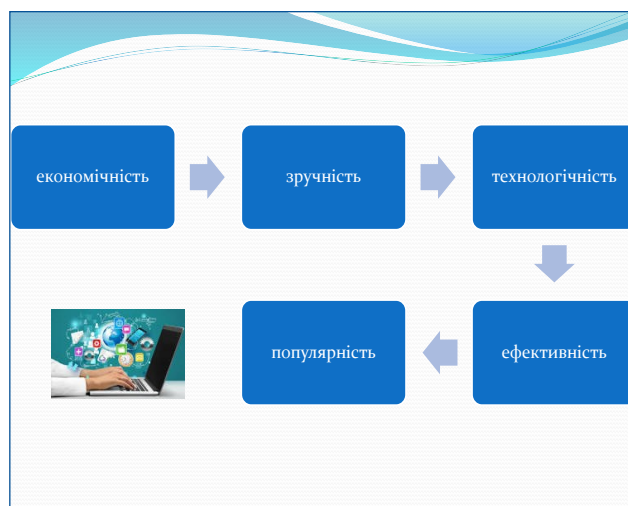 економічність
зручність
технологічність
ефективність
популярність